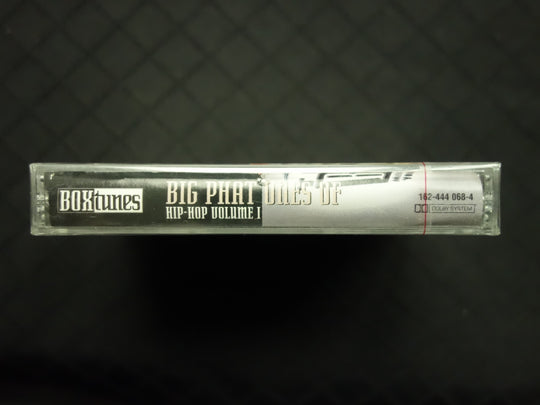 BOXtunes
BIG PHAT ONES OF
HIP-HOP VOLUME I
162-444 068-4
DOLBY SYSTEM